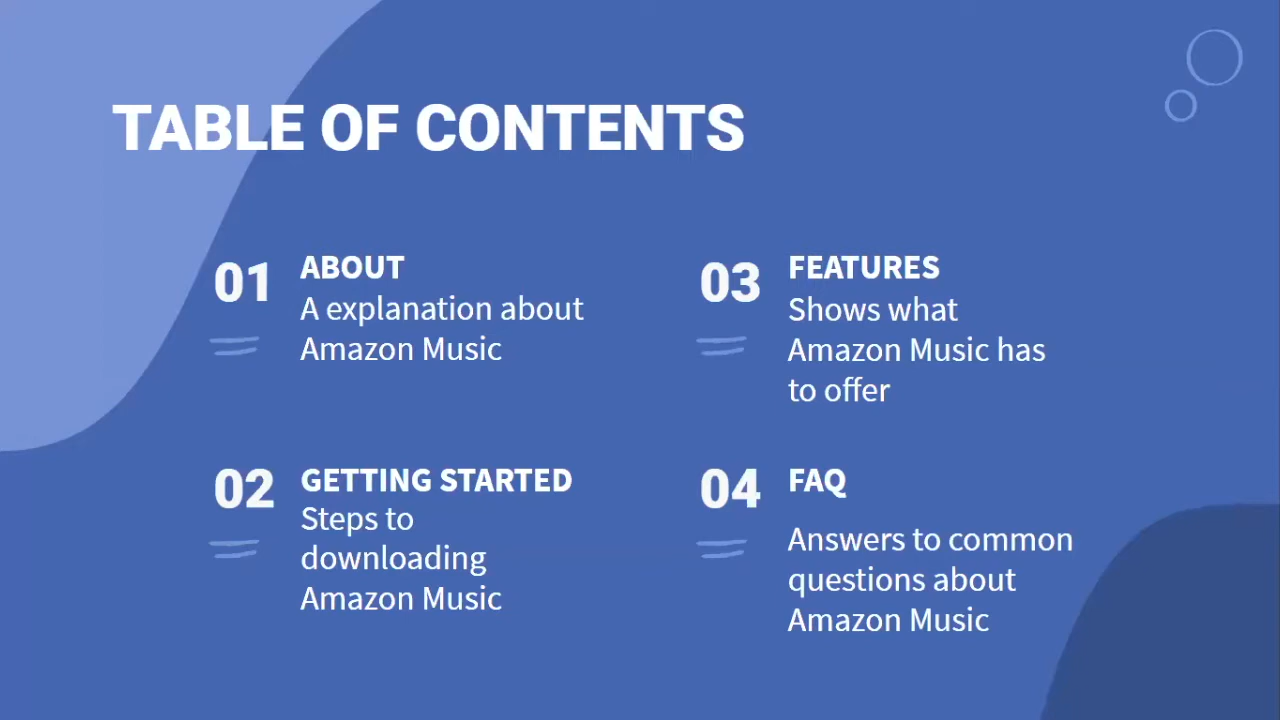 TABLE OF CONTENTS
01
ABOUT
A explanation about
Amazon Music
02
GETTING STARTED
Steps to
downloading
Amazon Music
03
FEATURES
Shows what
Amazon Music has
to offer
04
FAQ
Answers to common
questions about
Amazon Music